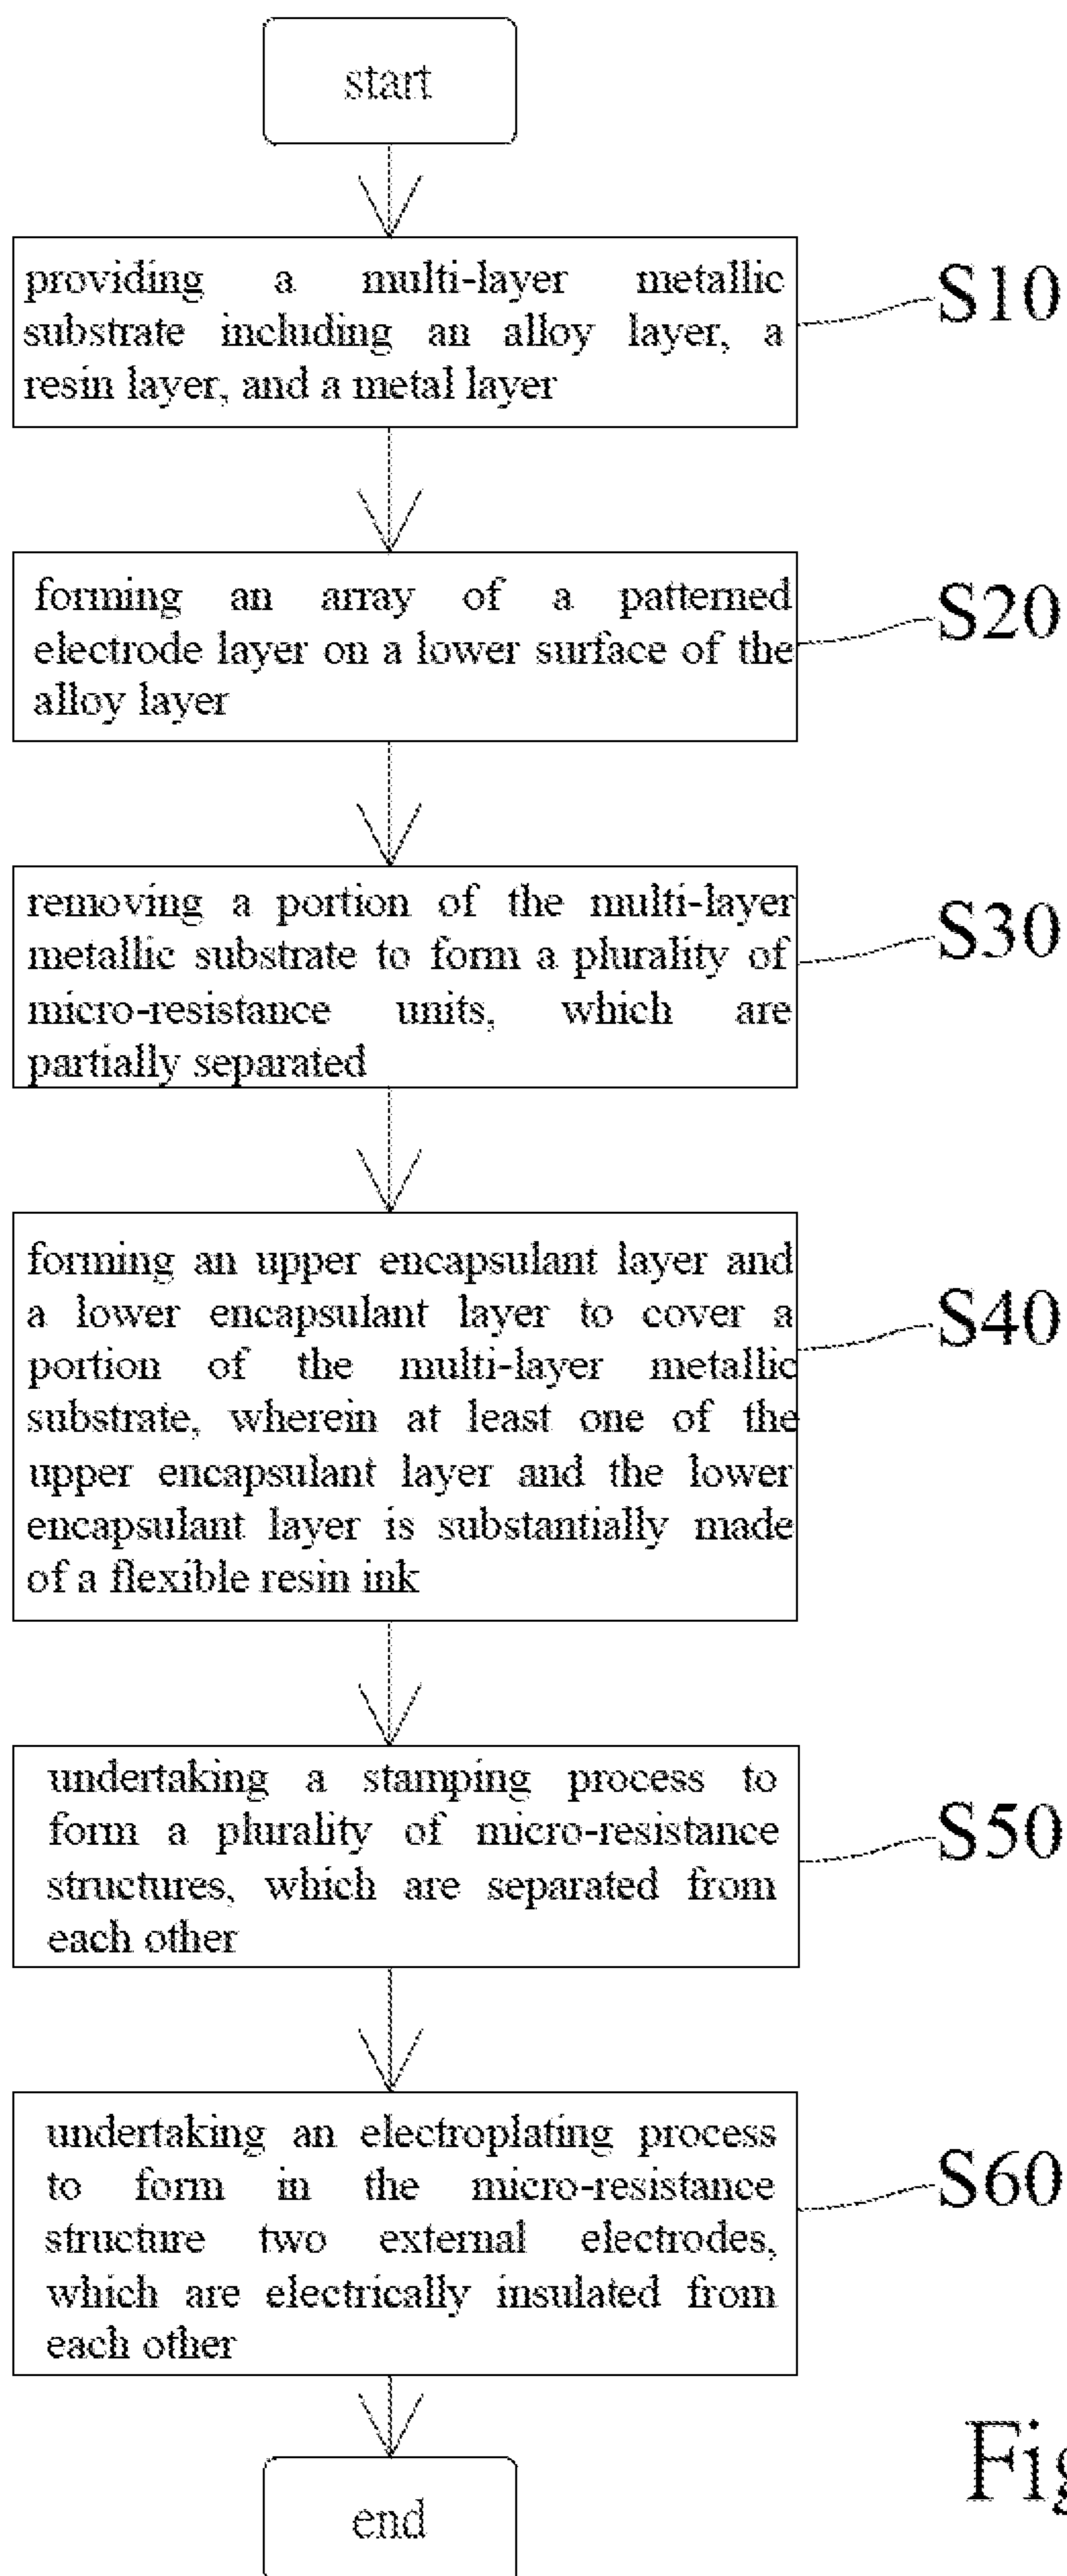 start
providing a multi-layer metallic
substrate including an alloy layer, a
resin layer, and a metal layer
S10
forming an array of a patterned
electrode layer on a lower surface of the
alloy layer
S20
removing a portion of the multi-layer
metallic substrate to form a plurality of
micro-resistance units, which are
partially separated
S30
forming an upper encapsulant layer and
a lower encapsulant layer to cover a
portion of the multi-layer metallic
substrate, wherein at least one of the
upper encapsulant layer and the lower
encapsulant layer is substantially made
of a flexible resin ink
S40
undertaking a stamping process to
form a plurality of micro-resistance
structures, which are separated from
each other
S50
undertaking an electroplating process
to form in the micro-resistance
structure two external electrodes,
which are electrically insulated from
each other
S60
end